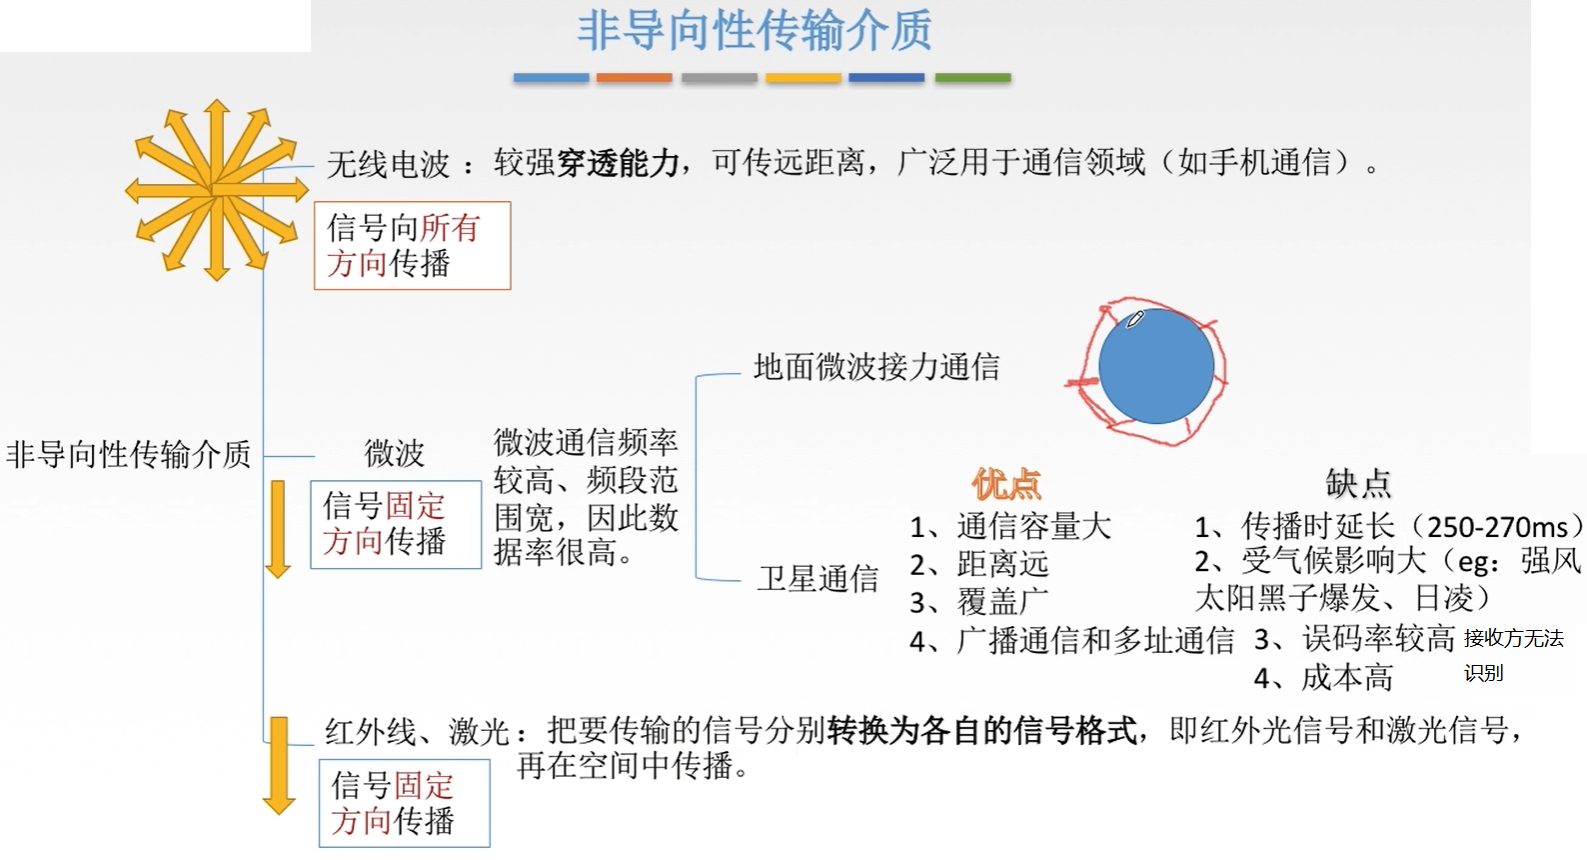 非导向性传输介质
无线电波 ：较强穿透能力，可传远距离，广泛用于通信领域（如手机通信）。
信号向所有
方向传播
地面微波接力通信
非导向性传输介质
微波
信号固定
方向传播
微波通信频率
较高、频段范
围宽，因此数
据率很高。
卫星通信
优点
1、通信容量大
2、距离远
3、覆盖广
4、广播通信和多址通信
缺点
1、传播时延长（250-270ms）
2、受气候影响大（eg：强风
太阳黑子爆发、日凌）
3、误码率较高 接收方无法
识别
4、成本高
红外线、激光：把要传输的信号分别转换为各自的信号格式，即红外光信号和激光信号，
再在空间中传播。
信号固定
方向传播